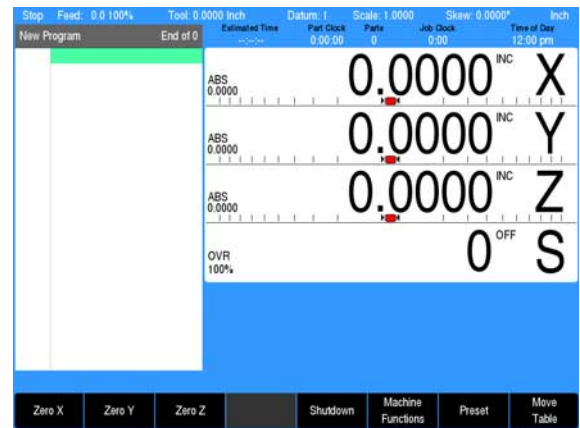 Stop Feed: 0.0 100% Tool: 0.0000 Inch Datum: 1 Scale: 1.0000 Skew: 0.0000° Inch
New Program End of 0 Estimated Time Part Clock Parts Job Clock Time of Day
--:--:-- 0:00:00 0 0:00 12:00 pm
ABS 0.0000 INC X
0.0000
ABS 0.0000 INC Y
0.0000
ABS 0.0000 INC Z
0.0000
OVR 0 OFF S
100%
Zero X Zero Y Zero Z Shutdown Machine Functions Preset Move Table